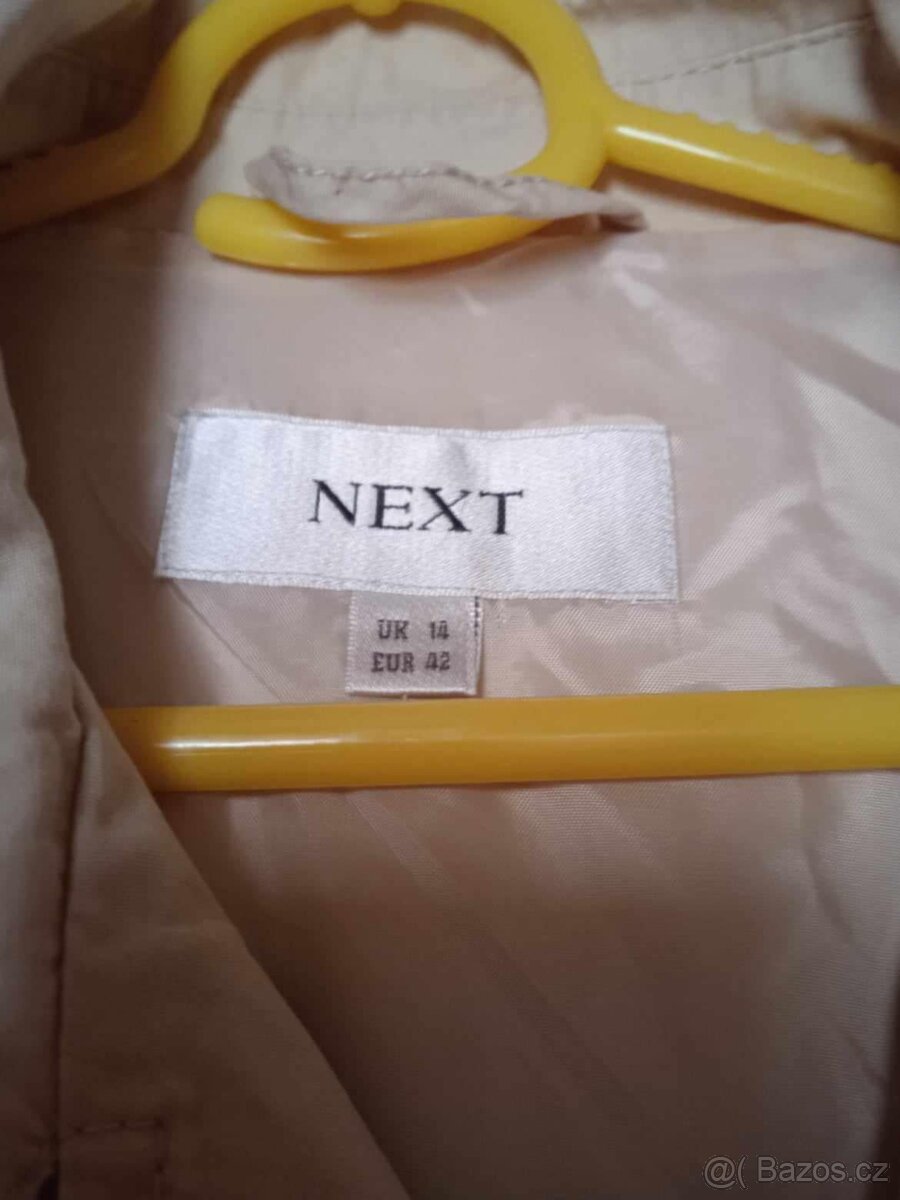 NEXT
UK 14
EUR 42
@( Bazos.cz